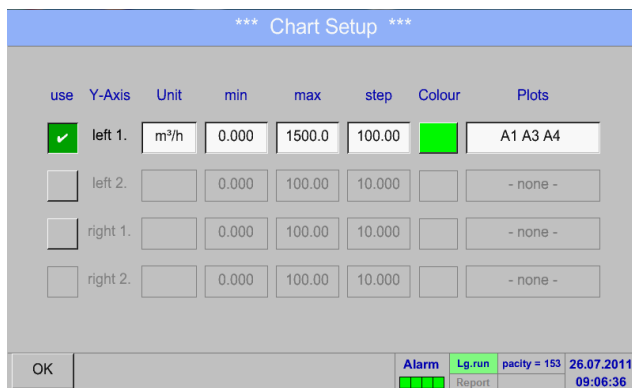 *** Chart Setup ***
use Y-Axis Unit min max step Colour Plots
left 1. m³/h 0.000 1500.0 100.00 A1 A3 A4
left 2. 0.000 100.00 10.000 - none -
right 1. 0.000 100.00 10.000 - none -
right 2. 0.000 100.00 10.000 - none -
OK Alarm Lg.run pacity = 153 26.07.2011
Report 09:06:36